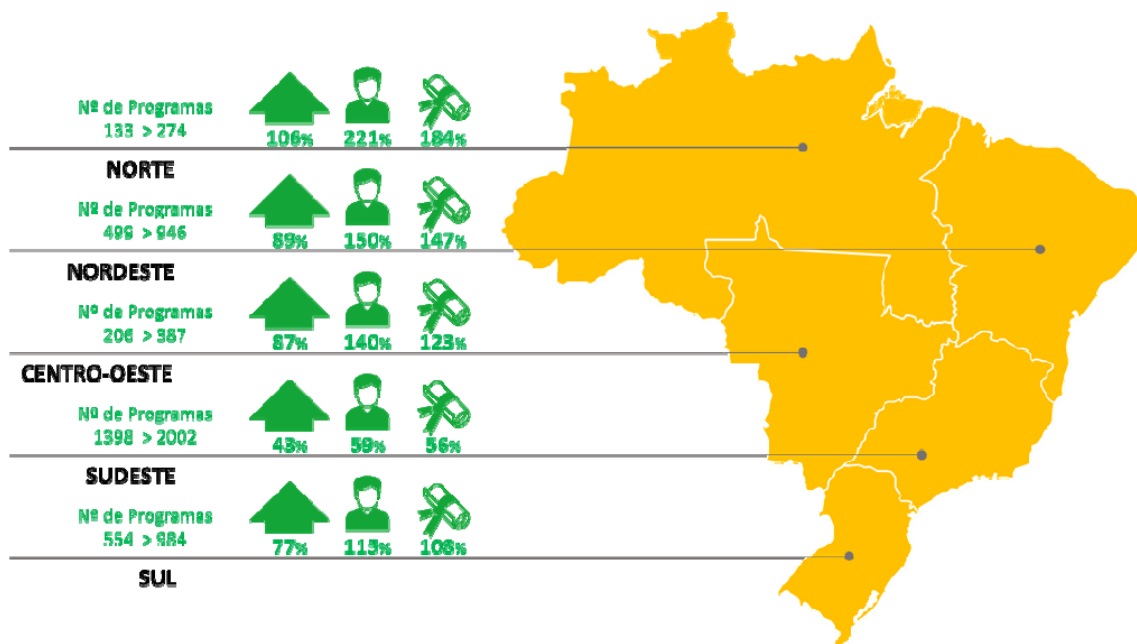 Nº de Programas
133 > 274
106% 221% 184%
NORTE
Nº de Programas
499 > 946
89% 150% 147%
NORDESTE
Nº de Programas
206 > 387
87% 140% 123%
CENTRO-OESTE
Nº de Programas
1398 > 2002
43% 59% 56%
SUDESTE
Nº de Programas
554 > 984
77% 113% 106%
SUL